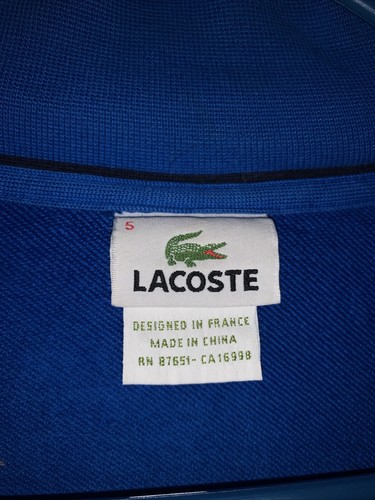 5
LACOSTE
DESIGNED IN FRANCE
MADE IN CHINA
RN 87651- CA16998